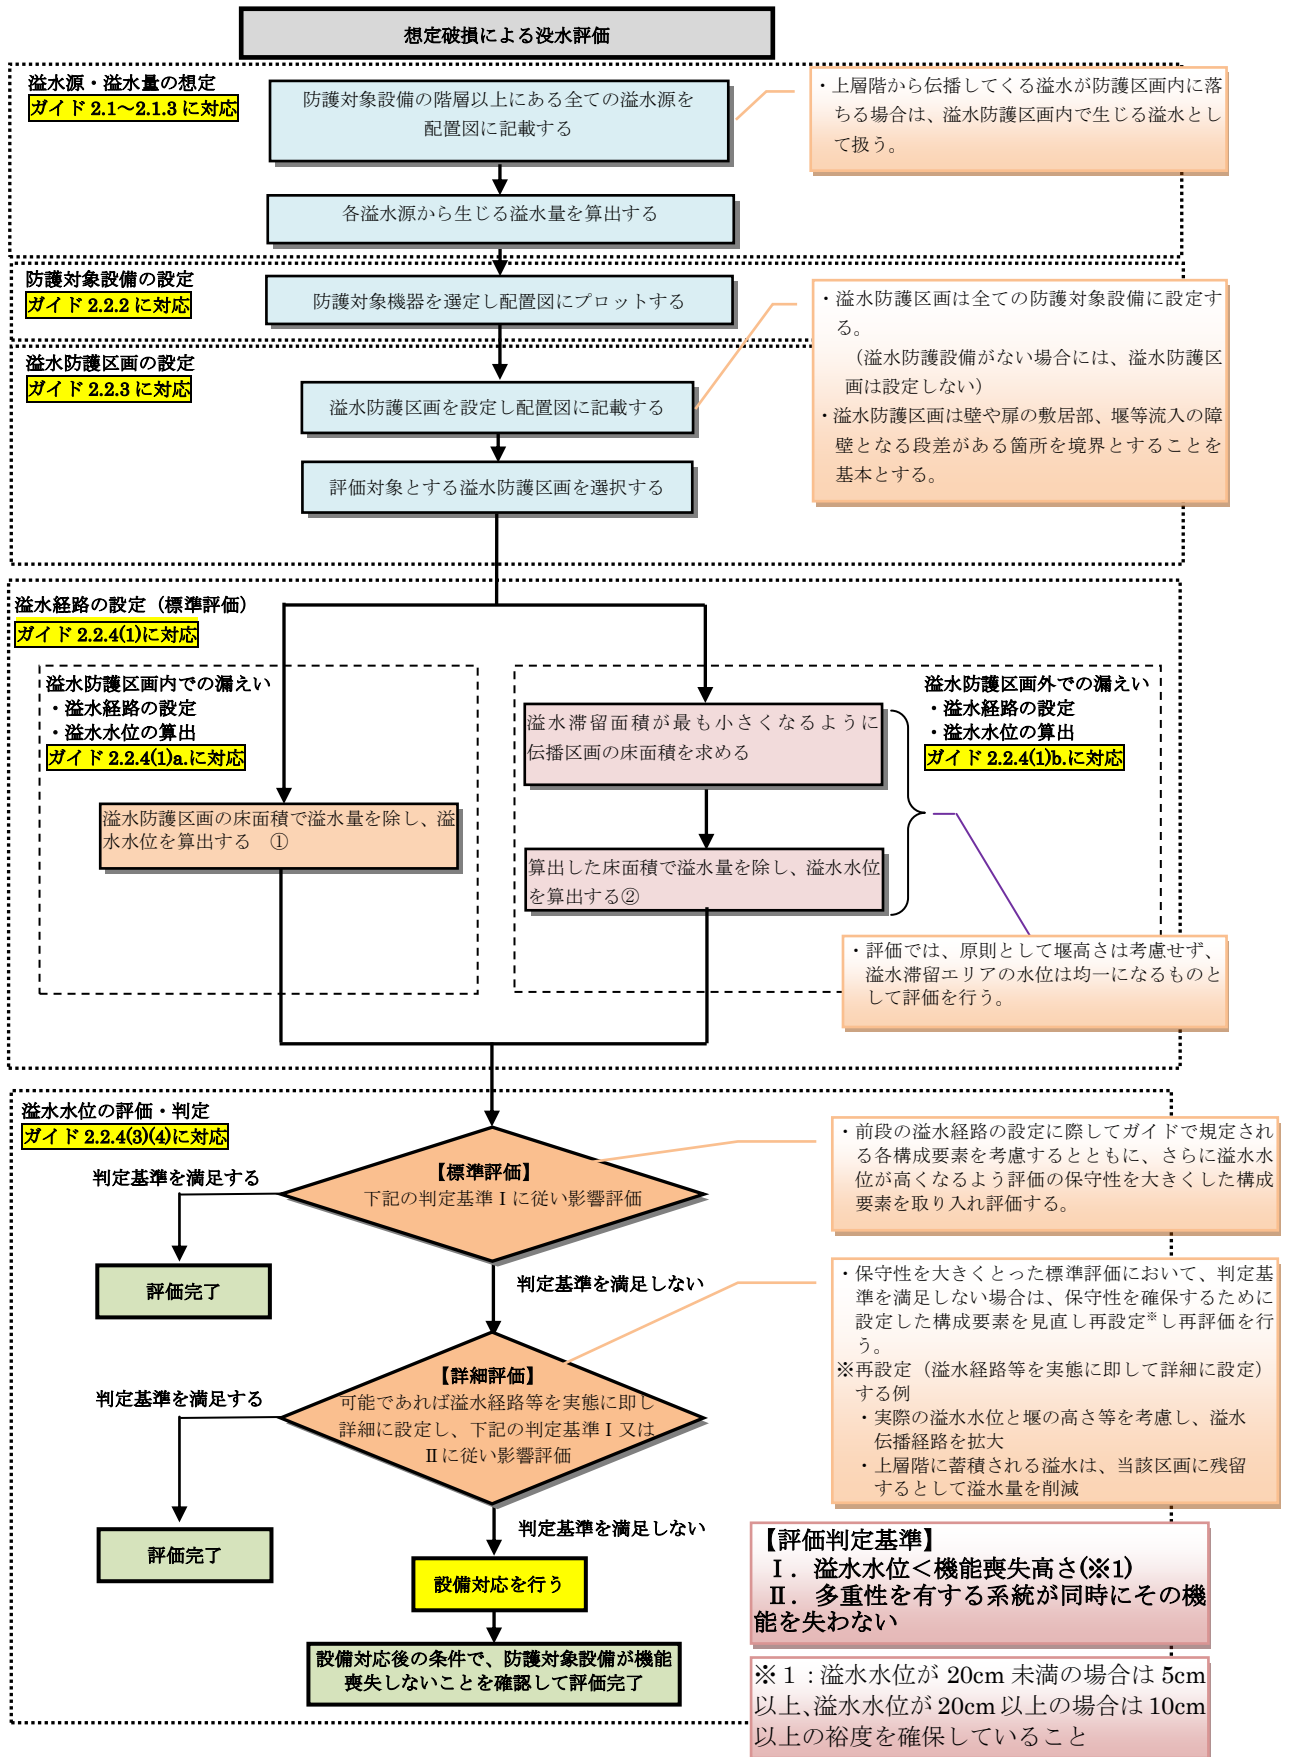 想定破損による没水評価
溢水源・溢水量の想定
ガイド 2.1～2.1.3 に対応
防護対象設備の階層以上にある全ての溢水源を
配置図に記載する
・上層階から伝播してくる溢水が防護区画内に落
ちる場合は、溢水防護区画内で生じる溢水とし
て扱う。
各溢水源から生じる溢水量を算出する
防護対象設備の設定
ガイド 2.2.2 に対応
防護対象機器を選定し配置図にプロットする
・溢水防護区画は全ての防護対象設備に設定す
る。
（溢水防護設備がない場合には、溢水防護区
画は設定しない）
・溢水防護区画は壁や扉の敷居部、堰等流入の障
壁となる段差がある箇所を境界とすることを
基本とする。
溢水防護区画の設定
ガイド 2.2.3 に対応
溢水防護区画を設定し配置図に記載する
評価対象とする溢水防護区画を選択する
溢水経路の設定（標準評価）
ガイド 2.2.4(1)に対応
溢水防護区画内での漏えい
・溢水経路の設定
・溢水水位の算出
ガイド 2.2.4(1)a.に対応
溢水防護区画の床面積で溢水量を除し、溢
水水位を算出する　①
溢水防護区画外での漏えい
・溢水経路の設定
・溢水水位の算出
ガイド 2.2.4(1)b.に対応
溢水滞留面積が最も小さくなるように
伝播区画の床面積を求める
算出した床面積で溢水量を除し、溢水水位
を算出する②
・評価では、原則として堰高さは考慮せず、
溢水滞留エリアの水位は均一になるものと
して評価を行う。
溢水水位の評価・判定
ガイド 2.2.4(3)(4)に対応
【標準評価】
下記の判定基準Ⅰに従い影響評価
判定基準を満足する
評価完了
判定基準を満足しない
・前段の溢水経路の設定に際してガイドで規定され
る各構成要素を考慮するとともに、さらに溢水水
位が高くなるよう評価の保守性を大きくした構成
要素を取り入れ評価する。
【詳細評価】
可能であれば溢水経路等を実態に即し
詳細に設定し、下記の判定基準Ⅰ又は
Ⅱに従い影響評価
判定基準を満足する
評価完了
判定基準を満足しない
・保守性を大きくとった標準評価において、判定基
準を満足しない場合は、保守性を確保するために
設定した構成要素を見直し再設定※し再評価を行
う。
※再設定（溢水経路等を実態に即して詳細に設定）
する例
・実際の溢水水位と堰の高さ等を考慮し、溢水
伝播経路を拡大
・上層階に蓄積される溢水は、当該区画に残留
するとして溢水量を削減
設備対応を行う
設備対応後の条件で、防護対象設備が機能
喪失しないことを確認して評価完了
【評価判定基準】
Ⅰ．溢水水位＜機能喪失高さ(※1)
Ⅱ．多重性を有する系統が同時にその機
能を失わない
※１：溢水水位が 20cm 未満の場合は 5cm
以上、溢水水位が 20cm 以上の場合は 10cm
以上の裕度を確保していること